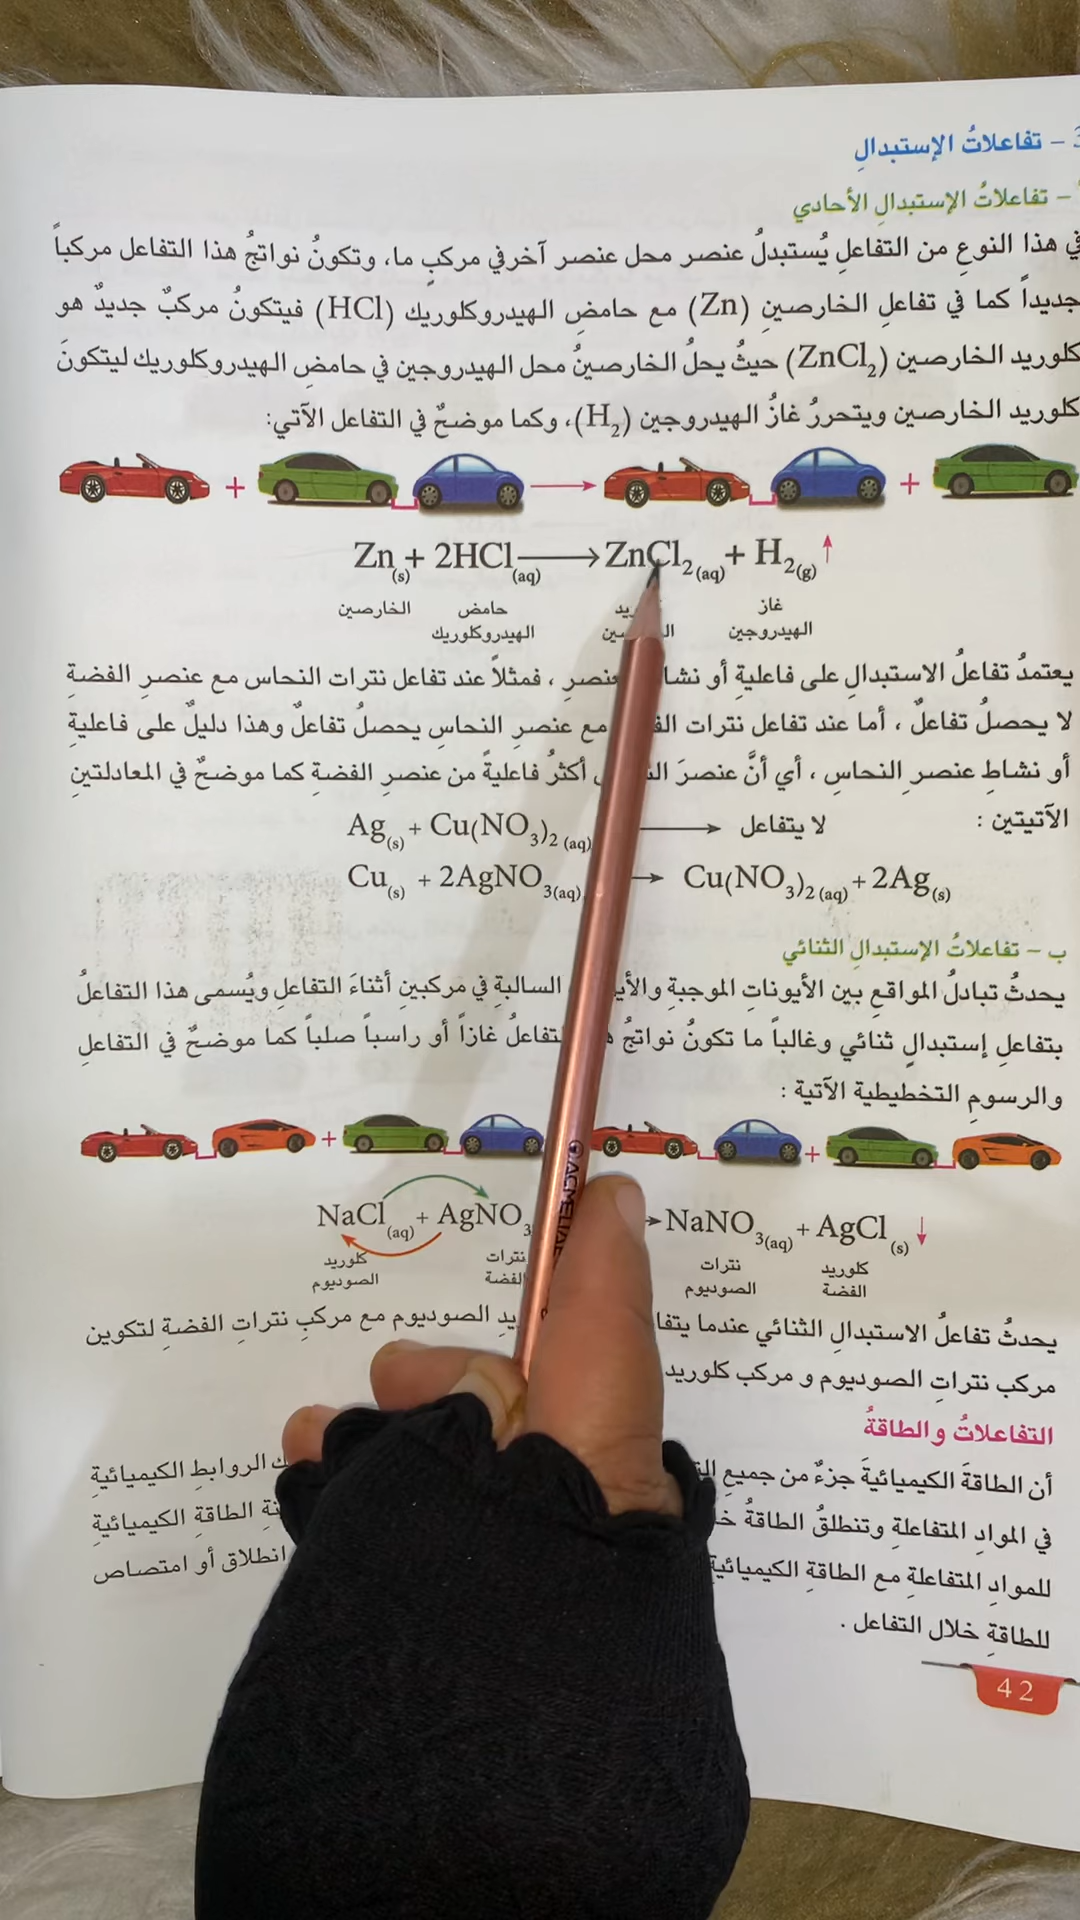 3 – تفاعلاتُ الإستبدالِ
– تفاعلاتُ الإستبدالِ الأحادي
في هذا النوعِ من التفاعلِ يُستبدلُ عنصر محل عنصر آخرفي مركبٍ ما، وتكونُ نواتجُ هذا التفاعل مركباً
جديداً كما في تفاعلِ الخارصينِ (Zn) مع حامضِ الهيدروكلوريك (HCl) فيتكونُ مركبٌ جديدٌ هو
كلوريد الخارصين (ZnCl₂) حيثُ يحلُ الخارصينُ محل الهيدروجين في حامضِ الهيدروكلوريك ليتكونَ
كلوريد الخارصين ويتحررُ غازُ الهيدروجين (H₂)، وكما موضحٌ في التفاعل الآتي:
+ → +
Zn(s) + 2HCl(aq) ⟶ ZnCl₂(aq) + H₂(g) ↑
الخارصين حامض الهيدروكلوريك غاز الهيدروجين
يعتمدُ تفاعلُ الاستبدالِ على فاعليةِ أو عنصرِ ، فمثلاً عند تفاعل نترات النحاس مع عنصرِ الفضة
لا يحصلُ تفاعلٌ ، أما عند تفاعل نترات مع عنصرِ النحاسِ يحصلُ تفاعلٌ وهذا دليلٌ على فاعليةِ
أو نشاطِ عنصرِ النحاسِ ، أي أنَّ عنصرَ أكثرُ فاعليةً من عنصرِ الفضةِ كما موضحٌ في المعادلتينِ
الآتيتين :
Ag(s) + Cu(NO₃)₂ (aq) ⟶ لا يتفاعل
Cu(s) + 2AgNO₃(aq) → Cu(NO₃)₂ (aq) + 2Ag(s)
ب – تفاعلاتُ الإستبدالِ الثنائي
يحدثُ تبادلُ المواقعِ بين الأيوناتِ الموجبةِ السالبةِ في مركبينِ أثناءَ التفاعلِ ويُسمى هذا التفاعلُ
بتفاعلِ إستبدالٍ ثنائي وغالباً ما تكونُ نواتجُ غازاً أو راسباً صلباً كما موضحٌ في التفاعلِ
والرسومِ التخطيطية الآتية :
+ +
NaCl(aq) + AgNO₃ → NaNO₃(aq) + AgCl(s) ↓
كلوريد الصوديوم نترات الفضة نترات الصوديوم كلوريد الفضة
يحدثُ تفاعلُ الاستبدالِ الثنائي عندما الصوديوم مع مركبِ نتراتِ الفضةِ لتكوين
مركب نتراتِ الصوديوم و مركب كلوريد
التفاعلاتُ والطاقةُ
أن الطاقةَ الكيميائيةَ جزءٌ من جميعِ الروابطِ الكيميائيةِ
في الموادِ المتفاعلةِ وتنطلقُ الطاقةُ الطاقةِ الكيميائيةِ
للموادِ المتفاعلةِ مع الطاقةِ الكيميائيةِ انطلاق أو امتصاص
للطاقةِ خلال التفاعل .
42
ACMELIAE